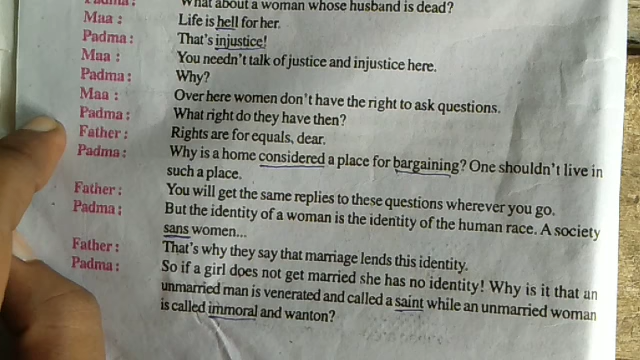 Padma: What about a woman whose husband is dead?
Maa : Life is hell for her.
Padma: That's injustice!
Maa : You needn't talk of justice and injustice here.
Padma: Why?
Maa : Over here women don't have the right to ask questions.
Padma: What right do they have then?
Father : Rights are for equals, dear.
Padma: Why is a home considered a place for bargaining? One shouldn't live in
such a place.
Father : You will get the same replies to these questions wherever you go.
Padma: But the identity of a woman is the identity of the human race. A society
sans women...
Father : That's why they say that marriage lends this identity.
Padma: So if a girl does not get married she has no identity! Why is it that an
unmarried man is venerated and called a saint while an unmarried woman
is called immoral and wanton?